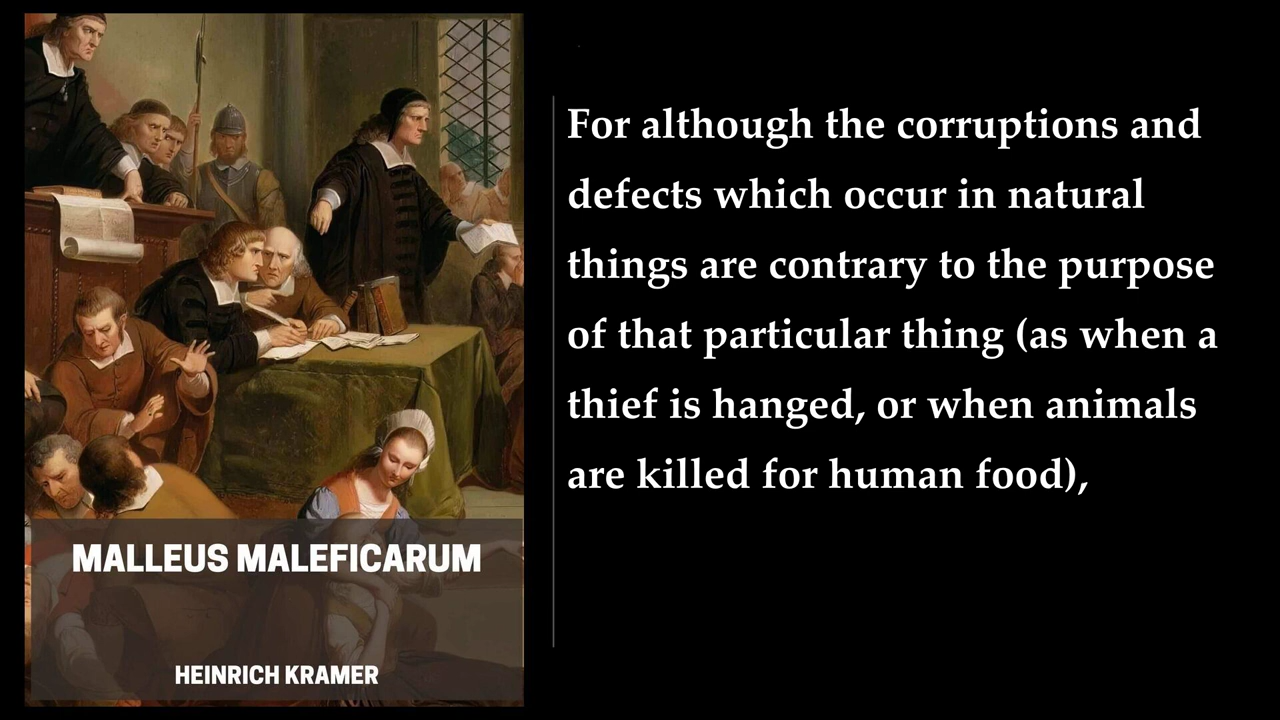 MALLEUS MALEFICARUM
HEINRICH KRAMER
For although the corruptions and
defects which occur in natural
things are contrary to the purpose
of that particular thing (as when a
thief is hanged, or when animals
are killed for human food),